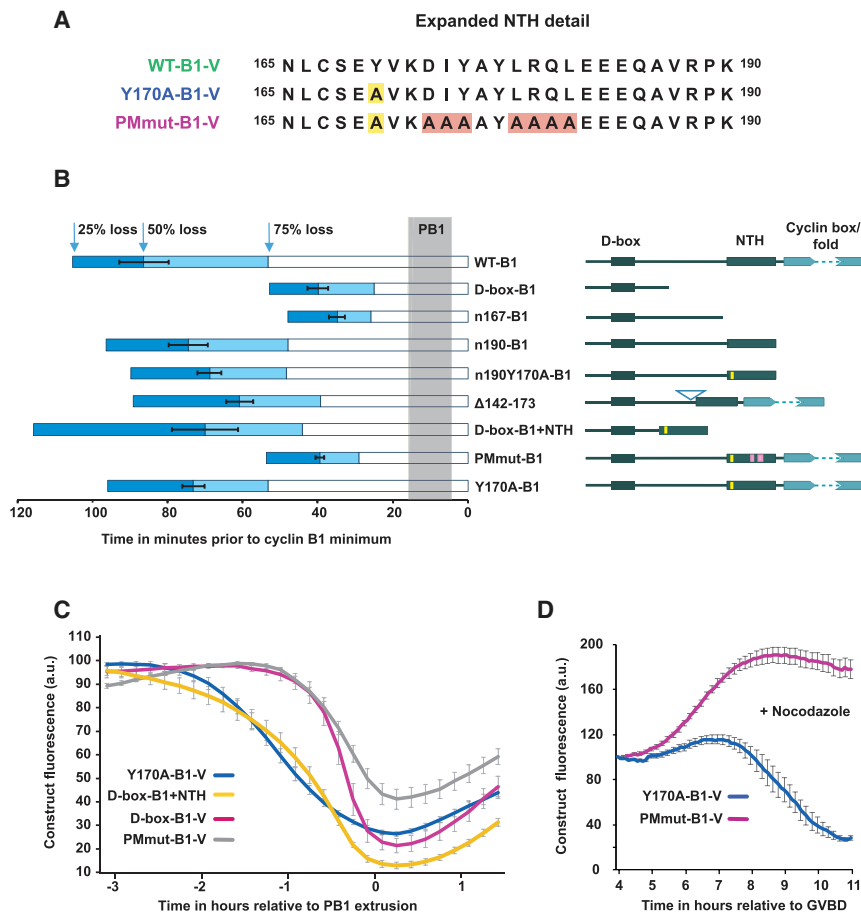 A
Expanded NTH detail
WT-B1-V 165 N L C S E Y V K D I Y A Y L R Q L E E E Q A V R P K 190
Y170A-B1-V 165 N L C S E A V K D I Y A Y L R Q L E E E Q A V R P K 190
PMmut-B1-V 165 N L C S E A V K A A A A Y A A A A E E E Q A V R P K 190
B
25% loss 50% loss 75% loss PB1
D-box NTH Cyclin box/
fold
WT-B1
D-box-B1
n167-B1
n190-B1
n190Y170A-B1
Δ142-173
D-box-B1+NTH
PMmut-B1
Y170A-B1
120 100 80 60 40 20 0
Time in minutes prior to cyclin B1 minimum
C
Construct fluorescence (a.u.)
110
100
90
80
70
60
50
40
30
20
10
Y170A-B1-V
D-box-B1+NTH
D-box-B1-V
PMmut-B1-V
-3 -2 -1 0 1
Time in hours relative to PB1 extrusion
D
Construct fluorescence (a.u.)
200
160
120
80
40
0
+ Nocodazole
Y170A-B1-V
PMmut-B1-V
4 5 6 7 8 9 10 11
Time in hours relative to GVBD